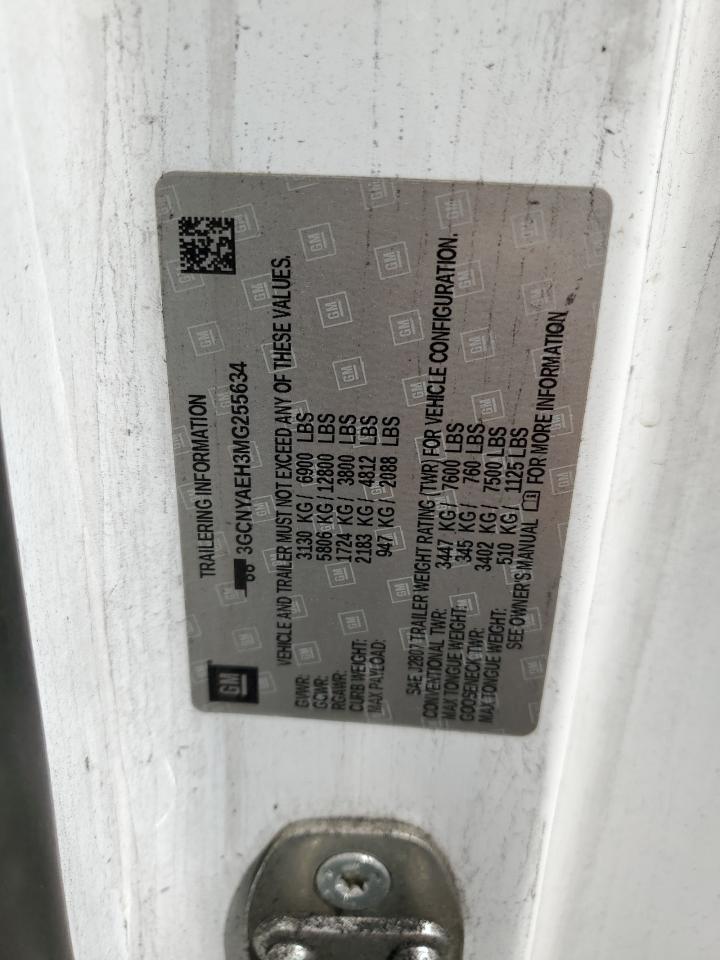 GM
TRAILERING INFORMATION
3GCNYAEH3MG255634
VEHICLE AND TRAILER MUST NOT EXCEED ANY OF THESE VALUES.
GVWR: 3130 KG / 6900 LBS
GCWR: 5806 KG / 12800 LBS
RGAWR: 1724 KG / 3800 LBS
CURB WEIGHT: 2183 KG / 4812 LBS
MAX PAYLOAD: 947 KG / 2088 LBS
SAE J2807 TRAILER WEIGHT RATING (TWR) FOR VEHICLE CONFIGURATION.
CONVENTIONAL TWR: 3447 KG / 7600 LBS
MAX TONGUE WEIGHT: 345 KG / 760 LBS
GOOSENECK TWR: 3402 KG / 7500 LBS
MAX TONGUE WEIGHT: 510 KG / 1125 LBS
SEE OWNER'S MANUAL FOR MORE INFORMATION